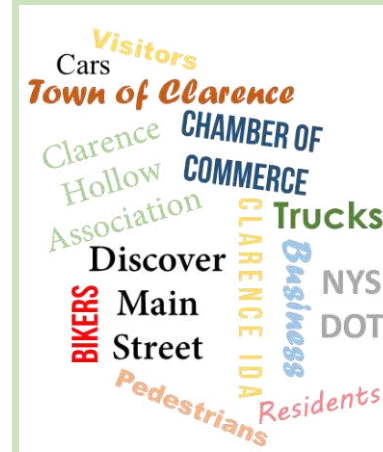 Visitors
Cars
Town of Clarence
CHAMBER OF
COMMERCE
Clarence
Hollow
Association
CLARENCE IDA
Trucks
Discover
Main
Street
BIKERS
Business
NYS
DOT
Pedestrians
Residents